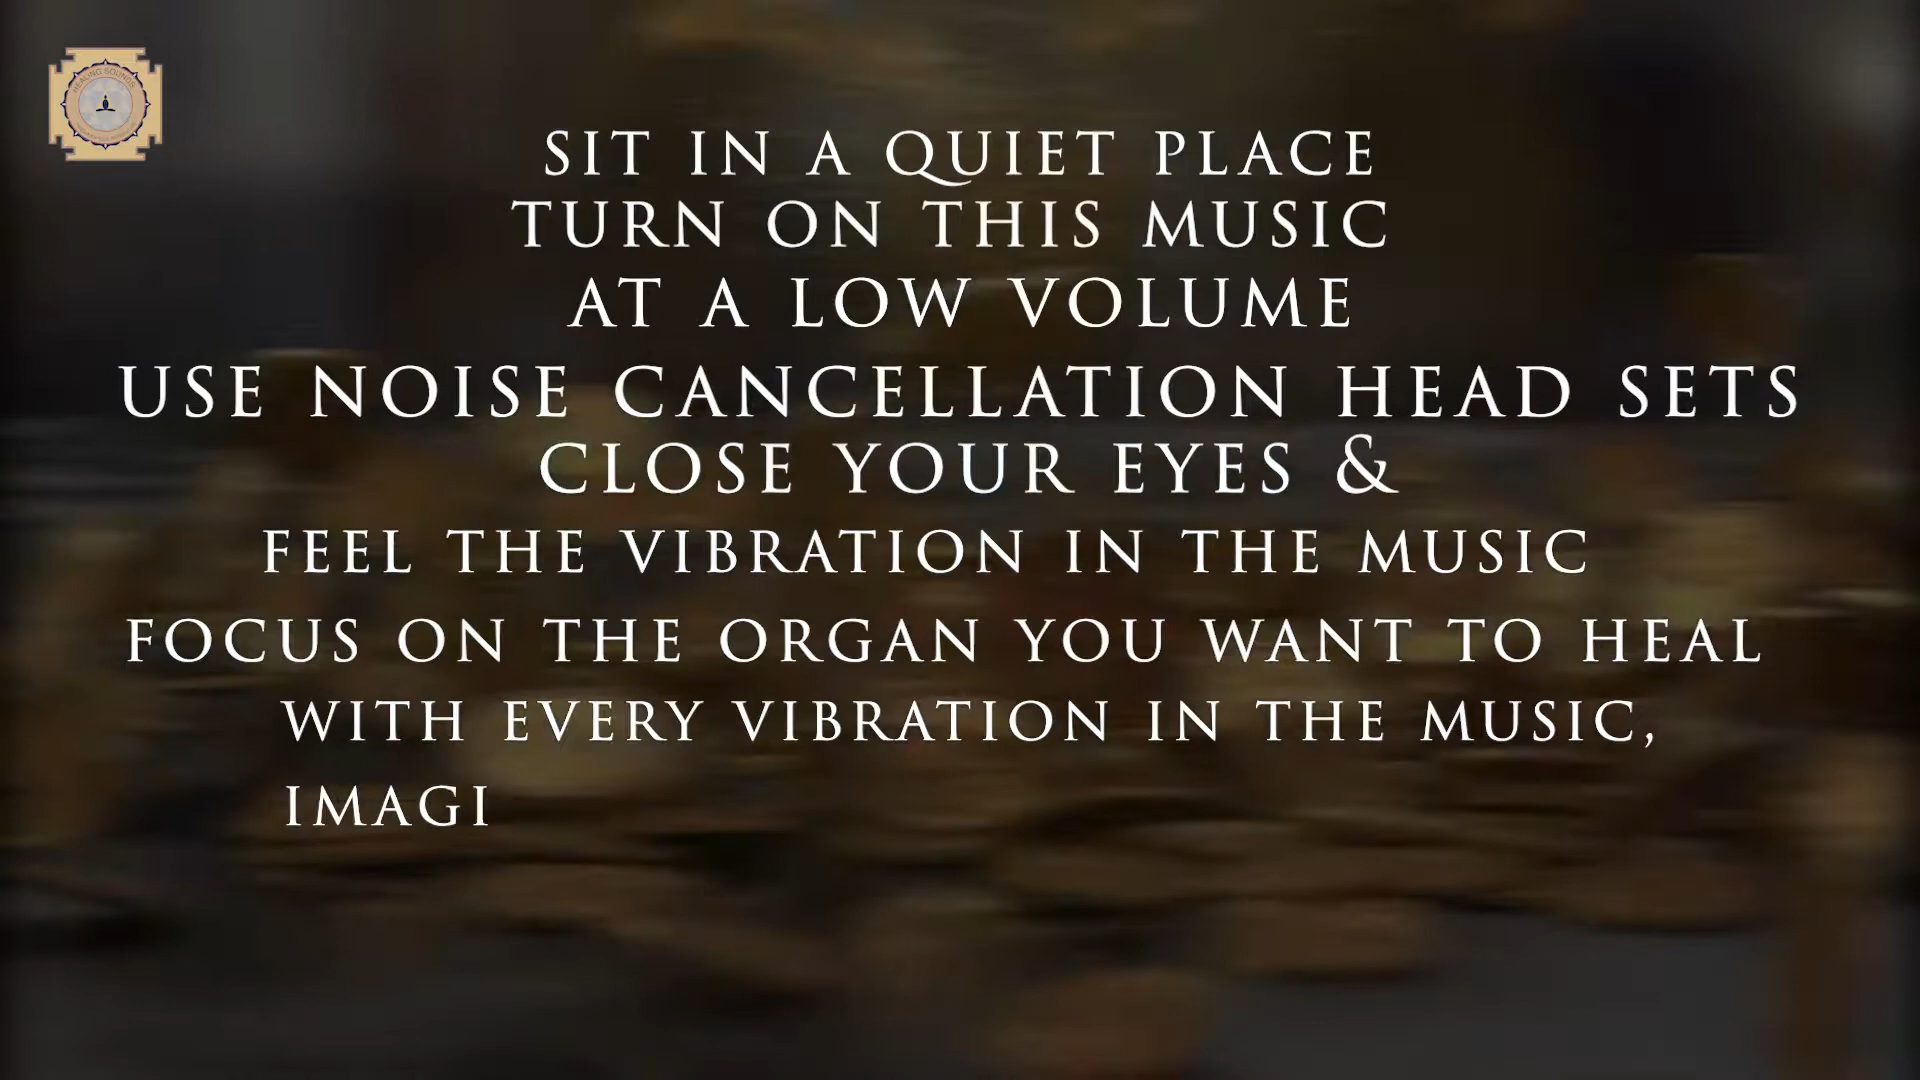 HEALING SOUNDS
SIT IN A QUIET PLACE
TURN ON THIS MUSIC
AT A LOW VOLUME
USE NOISE CANCELLATION HEAD SETS
CLOSE YOUR EYES &
FEEL THE VIBRATION IN THE MUSIC
FOCUS ON THE ORGAN YOU WANT TO HEAL
WITH EVERY VIBRATION IN THE MUSIC,
IMAGI